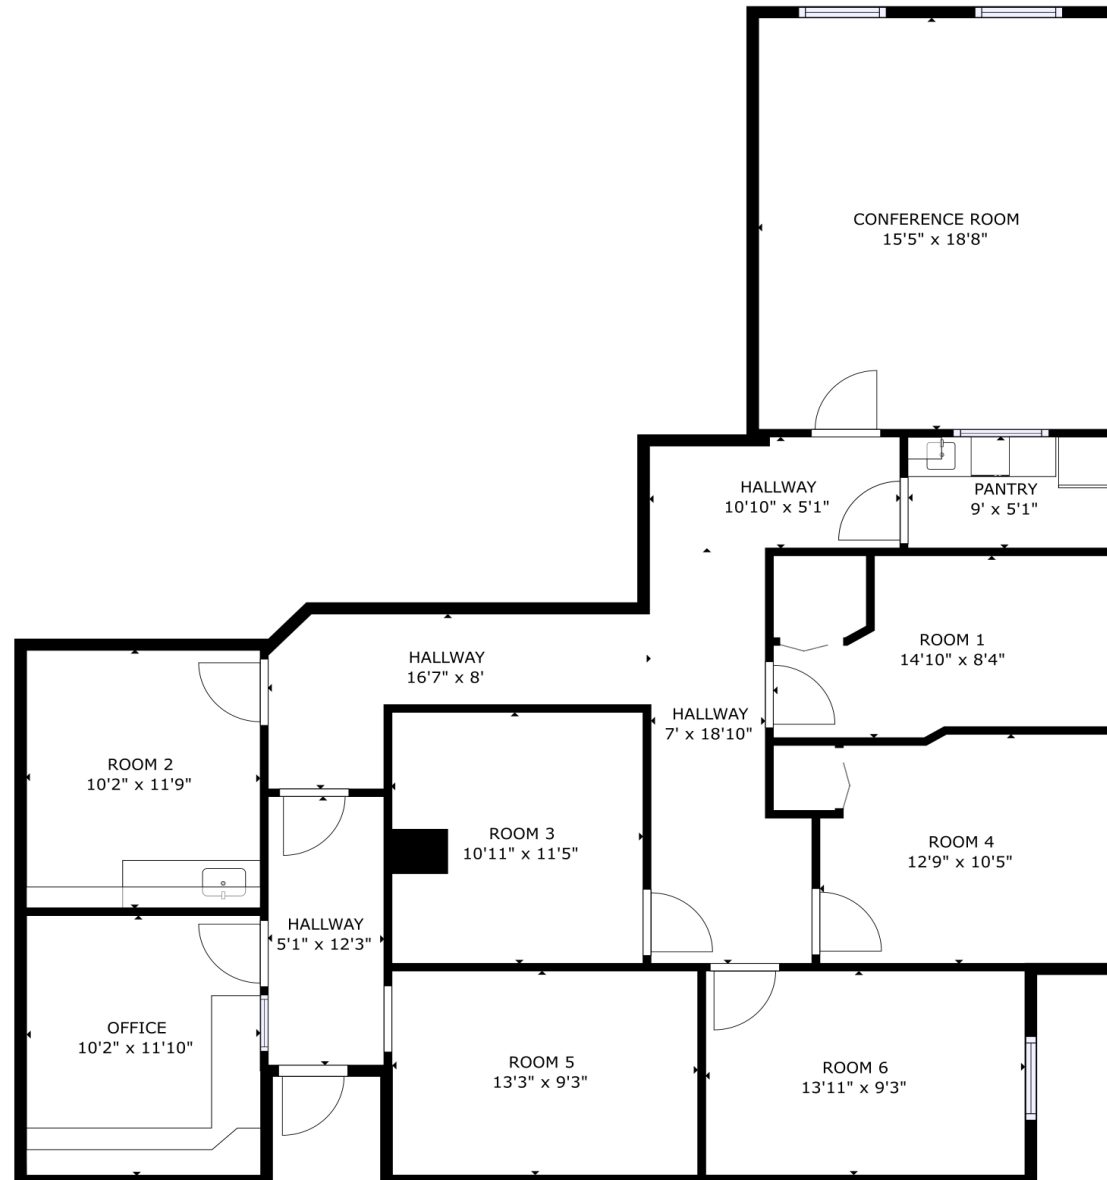 CONFERENCE ROOM
15'5" x 18'8"
HALLWAY
10'10" x 5'1"
PANTRY
9' x 5'1"
ROOM 1
14'10" x 8'4"
HALLWAY
16'7" x 8'
HALLWAY
7' x 18'10"
ROOM 2
10'2" x 11'9"
ROOM 3
10'11" x 11'5"
ROOM 4
12'9" x 10'5"
HALLWAY
5'1" x 12'3"
OFFICE
10'2" x 11'10"
ROOM 5
13'3" x 9'3"
ROOM 6
13'11" x 9'3"